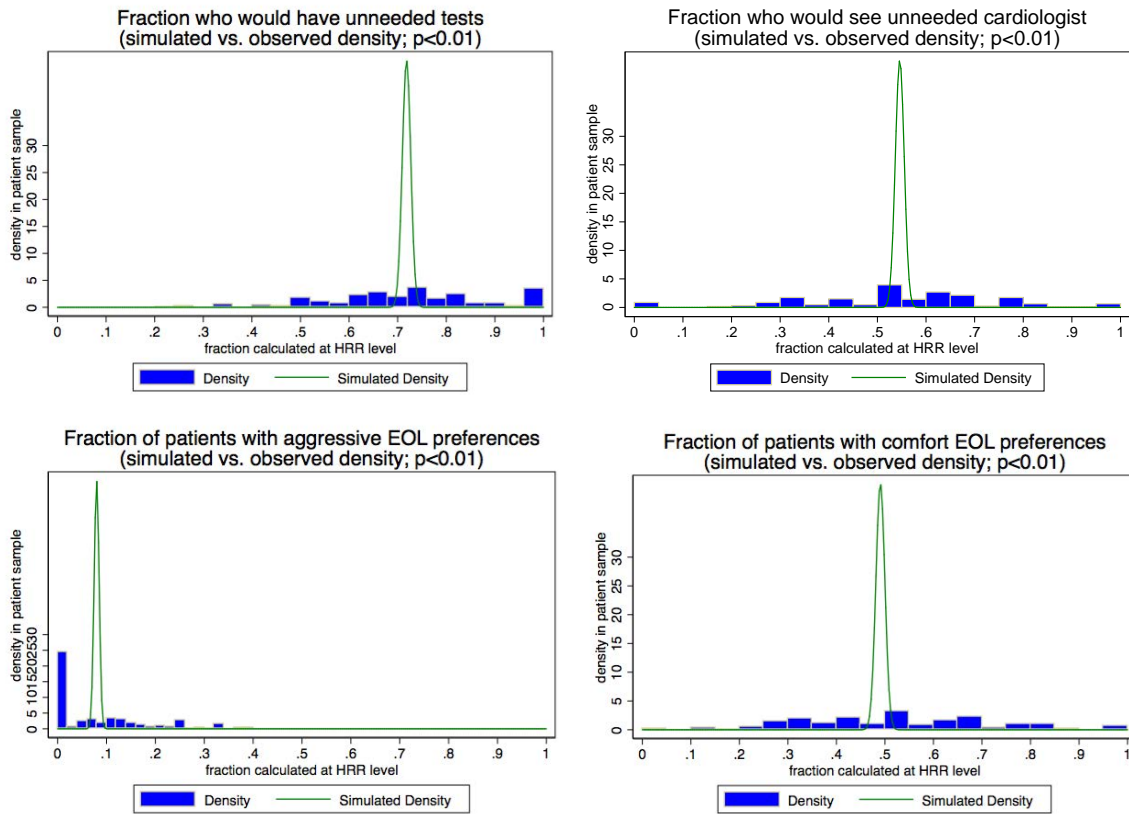 Fraction who would have unneeded tests
(simulated vs. observed density; p<0.01)
density in patient sample
30
25
20
15
10
5
0
0 .1 .2 .3 .4 .5 .6 .7 .8 .9 1
fraction calculated at HRR level
Density Simulated Density
Fraction who would see unneeded cardiologist
(simulated vs. observed density; p<0.01)
density in patient sample
30
25
20
15
10
5
0
0 .1 .2 .3 .4 .5 .6 .7 .8 .9 1
fraction calculated at HRR level
Density Simulated Density
Fraction of patients with aggressive EOL preferences
(simulated vs. observed density; p<0.01)
density in patient sample
30
25
20
15
10
5
0
0 .1 .2 .3 .4 .5 .6 .7 .8 .9 1
fraction calculated at HRR level
Density Simulated Density
Fraction of patients with comfort EOL preferences
(simulated vs. observed density; p<0.01)
density in patient sample
30
25
20
15
10
5
0
0 .1 .2 .3 .4 .5 .6 .7 .8 .9 1
fraction calculated at HRR level
Density Simulated Density